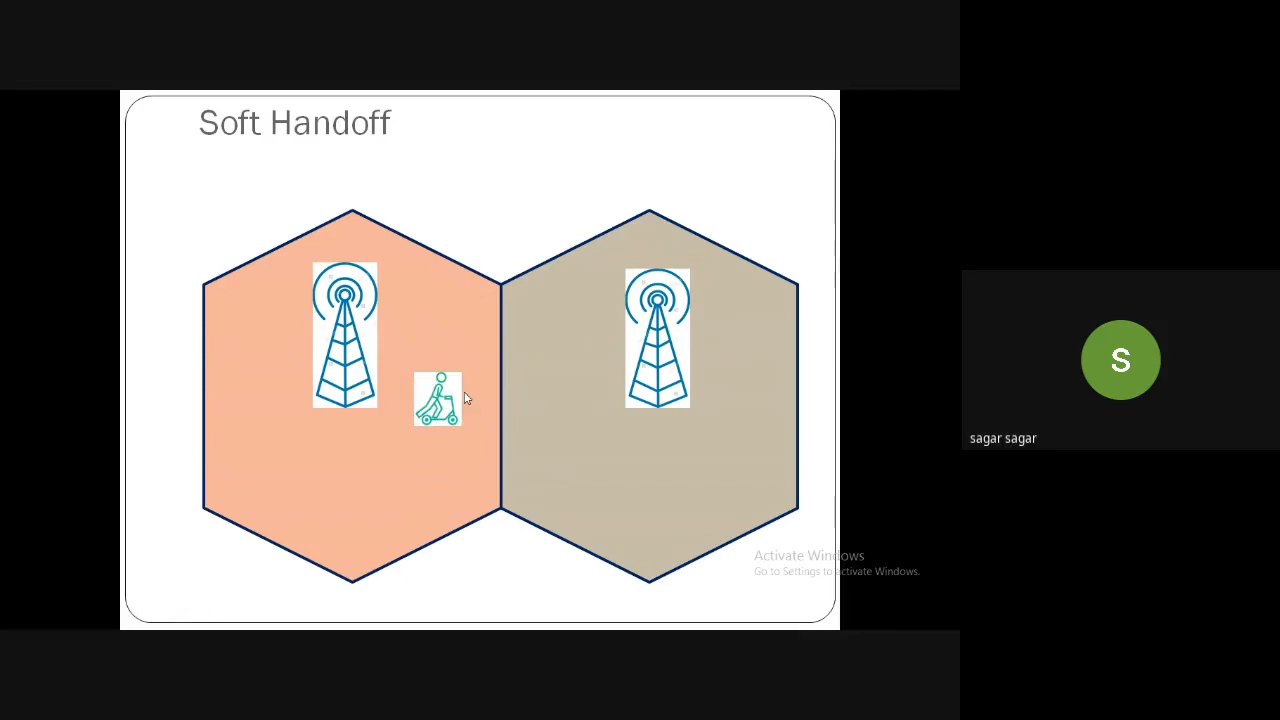 Soft Handoff
S
sagar sagar
Activate Windows
Go to Settings to activate Windows.